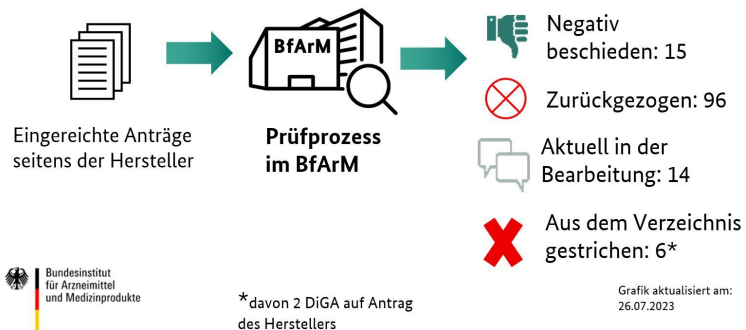 BfArM
Eingereichte Anträge
seitens der Hersteller
Prüfprozess
im BfArM
Negativ
beschieden: 15
Zurückgezogen: 96
Aktuell in der
Bearbeitung: 14
Aus dem Verzeichnis
gestrichen: 6*
Bundesinstitut
für Arzneimittel
und Medizinprodukte
*davon 2 DiGA auf Antrag
des Herstellers
Grafik aktualisiert am:
26.07.2023